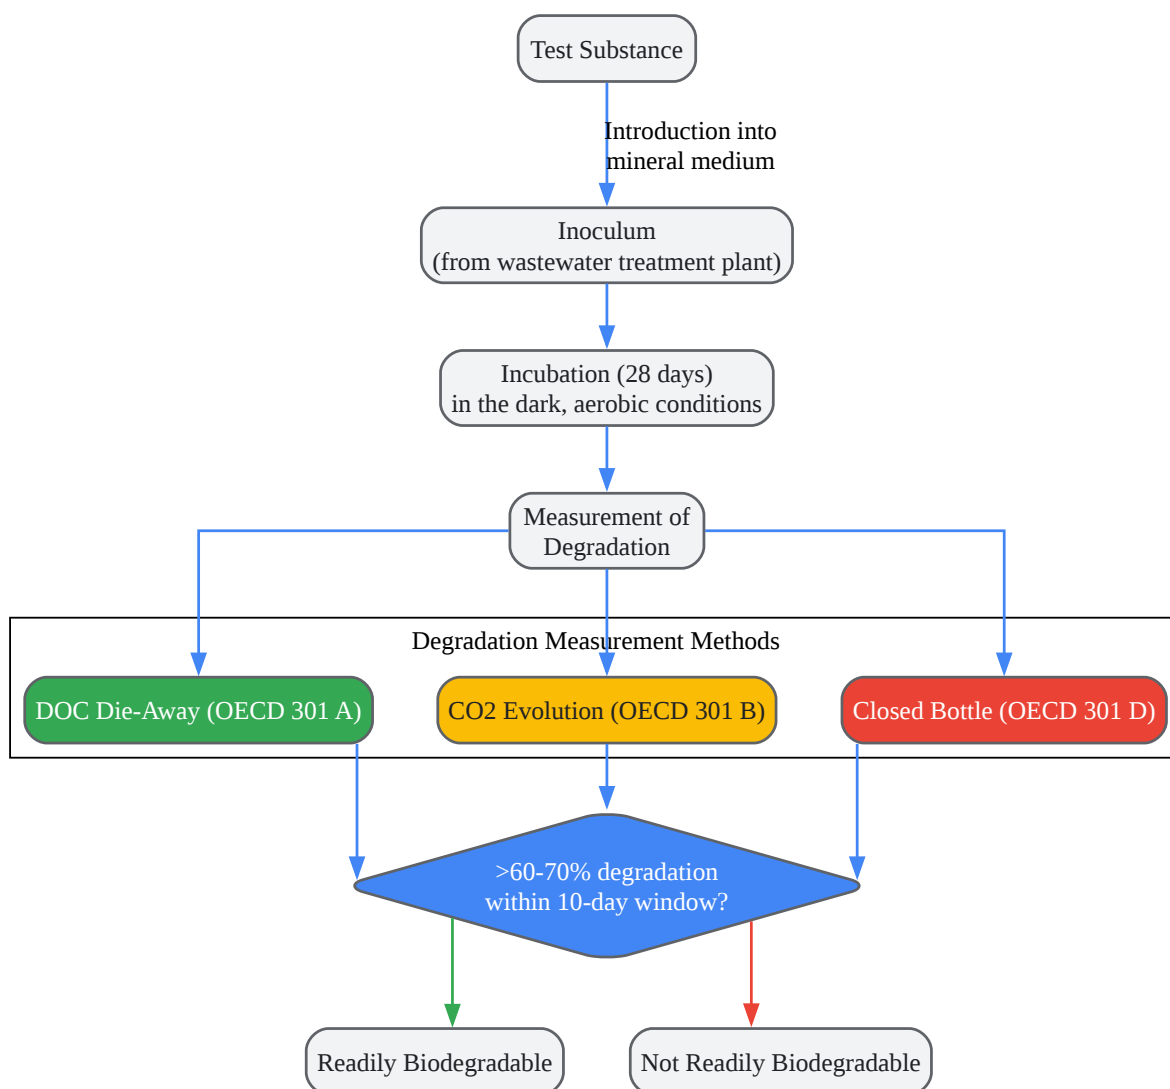 Test Substance
Introduction into
mineral medium
Inoculum
(from wastewater treatment plant)
Incubation (28 days)
in the dark, aerobic conditions
Measurement of
Degradation
Degradation Measurement Methods
DOC Die-Away (OECD 301 A)
CO2 Evolution (OECD 301 B)
Closed Bottle (OECD 301 D)
>60-70% degradation
within 10-day window?
Readily Biodegradable
Not Readily Biodegradable